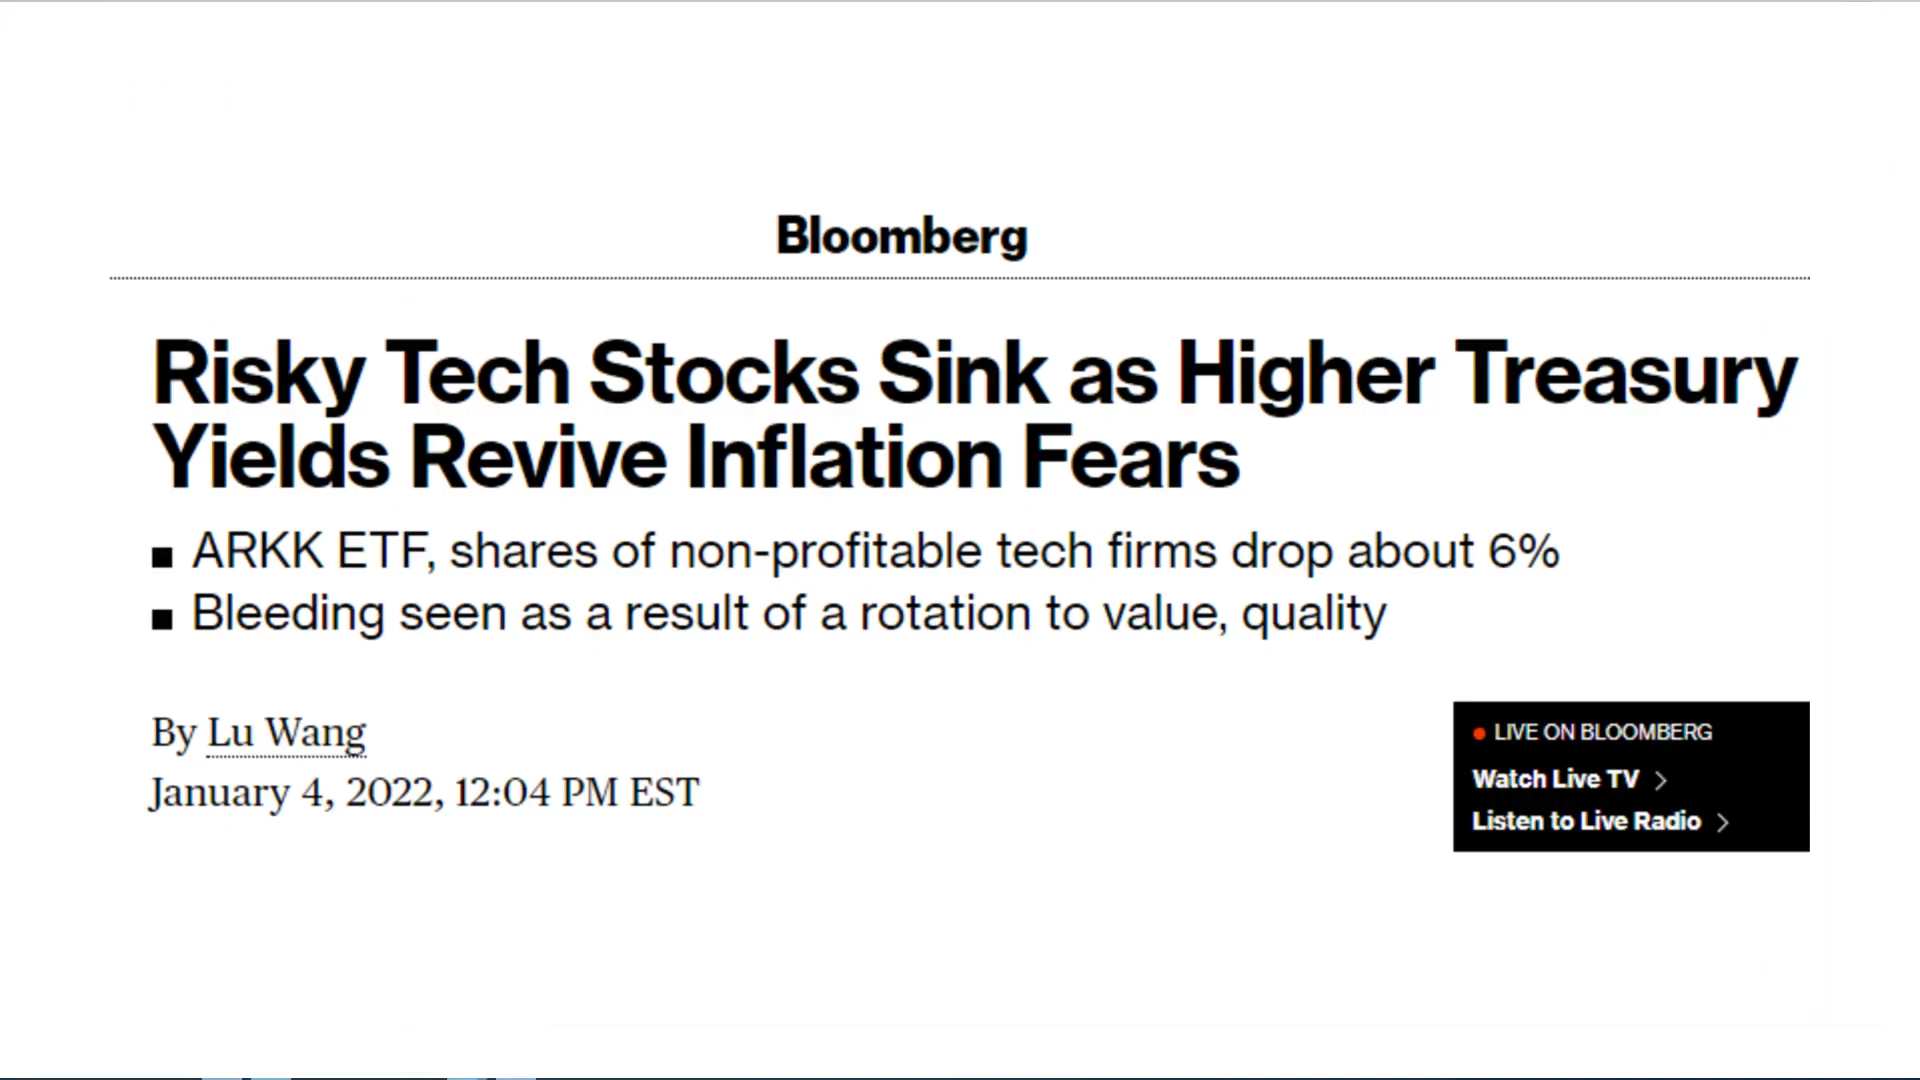 Bloomberg
Risky Tech Stocks Sink as Higher Treasury
Yields Revive Inflation Fears
■ ARKK ETF, shares of non-profitable tech firms drop about 6%
■ Bleeding seen as a result of a rotation to value, quality
By Lu Wang
January 4, 2022, 12:04 PM EST
LIVE ON BLOOMBERG
Watch Live TV >
Listen to Live Radio >